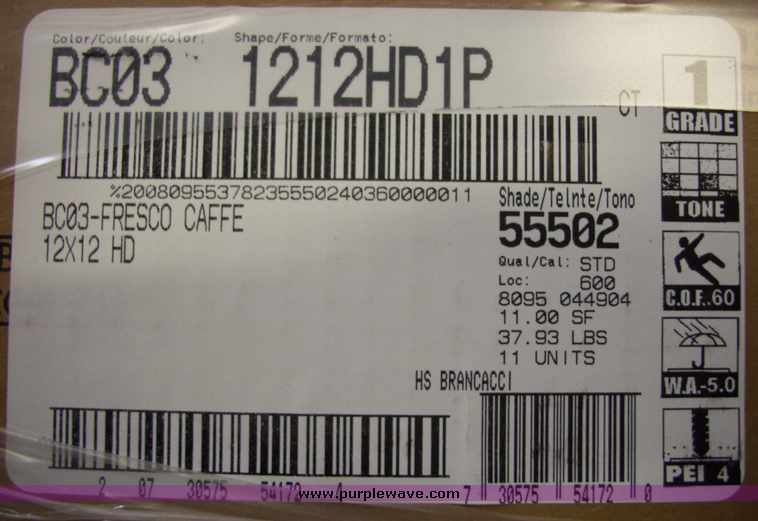 Color/Couleur/Color: Shape/Forme/Formato:
BC03 1212HD1P
CT
1
GRADE
%2008095537823555024036000001 1
TONE
BC03-FRESCO CAFFE
12X12 HD
Shade/Telnte/Tono
55502
Qual/Cal: STD
Loc: 600
8095 044904
11.00 SF
37.93 LBS
11 UNITS
C.O.F..60
W.A.-5.0
HS BRANCACCI
PEI 4
2 07 30575 54172
7 30575 54172 0
www.purplewave.com